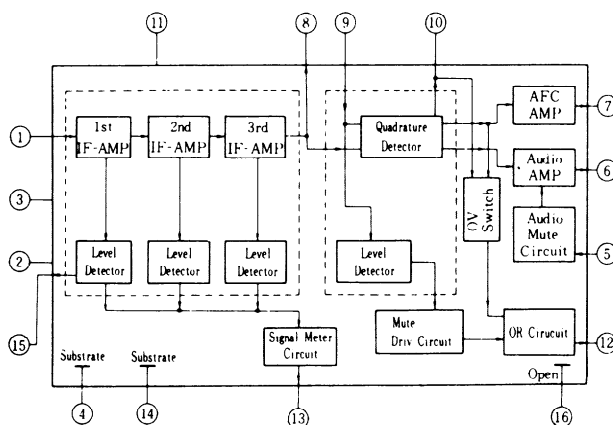 11
8
9
10
1
1st
IF-AMP
2nd
IF-AMP
3rd
IF-AMP
Quadrature
Detector
AFC
AMP
7
Audio
AMP
6
3
OV
Switch
Audio
Mute
Circuit
5
2
Level
Detector
Level
Detector
Level
Detector
Level
Detector
15
Signal Meter
Circuit
Mute
Driv Circuit
OR Cirucuit
12
Substrate
Substrate
Open
4
14
13
16